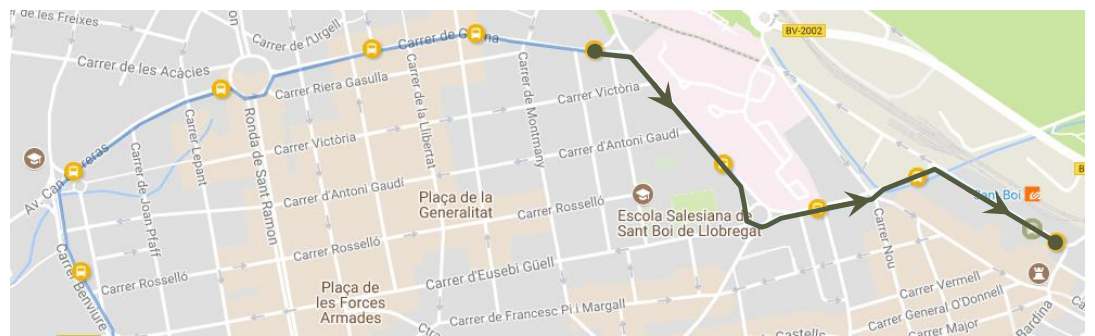 de les Freixes
on
Carrer de l'Urgell
Carrer de Girona
BV-2002
Carrer de les Acàcies
Carrer Riera Gasulla
Carrer Victòria
Carrer de la Llibertat
Carrer de Montmany
Carrer Lepant
Ronda de Sant Ramon
Carrer Victòria
Carrer d'Antoni Gaudí
Carrer de Joan Pfaff
Av. Can Carreras
B
Carrer d'Antoni Gaudí
Plaça de la
Generalitat
Sant Boi
Carrer Rosselló
Escola Salesiana de
Sant Boi de Llobregat
Carrer Nou
Carrer Rosselló
Carrer Benviure
Carrer Rosselló
Carrer d'Eusebi Güell
Plaça de
les Forces
Armades
Carrer Vermell
Carrer General O'Donnell
Carrer Major
Bardina
Carrer de Francesc Pi i Margall
Ctra
Castells